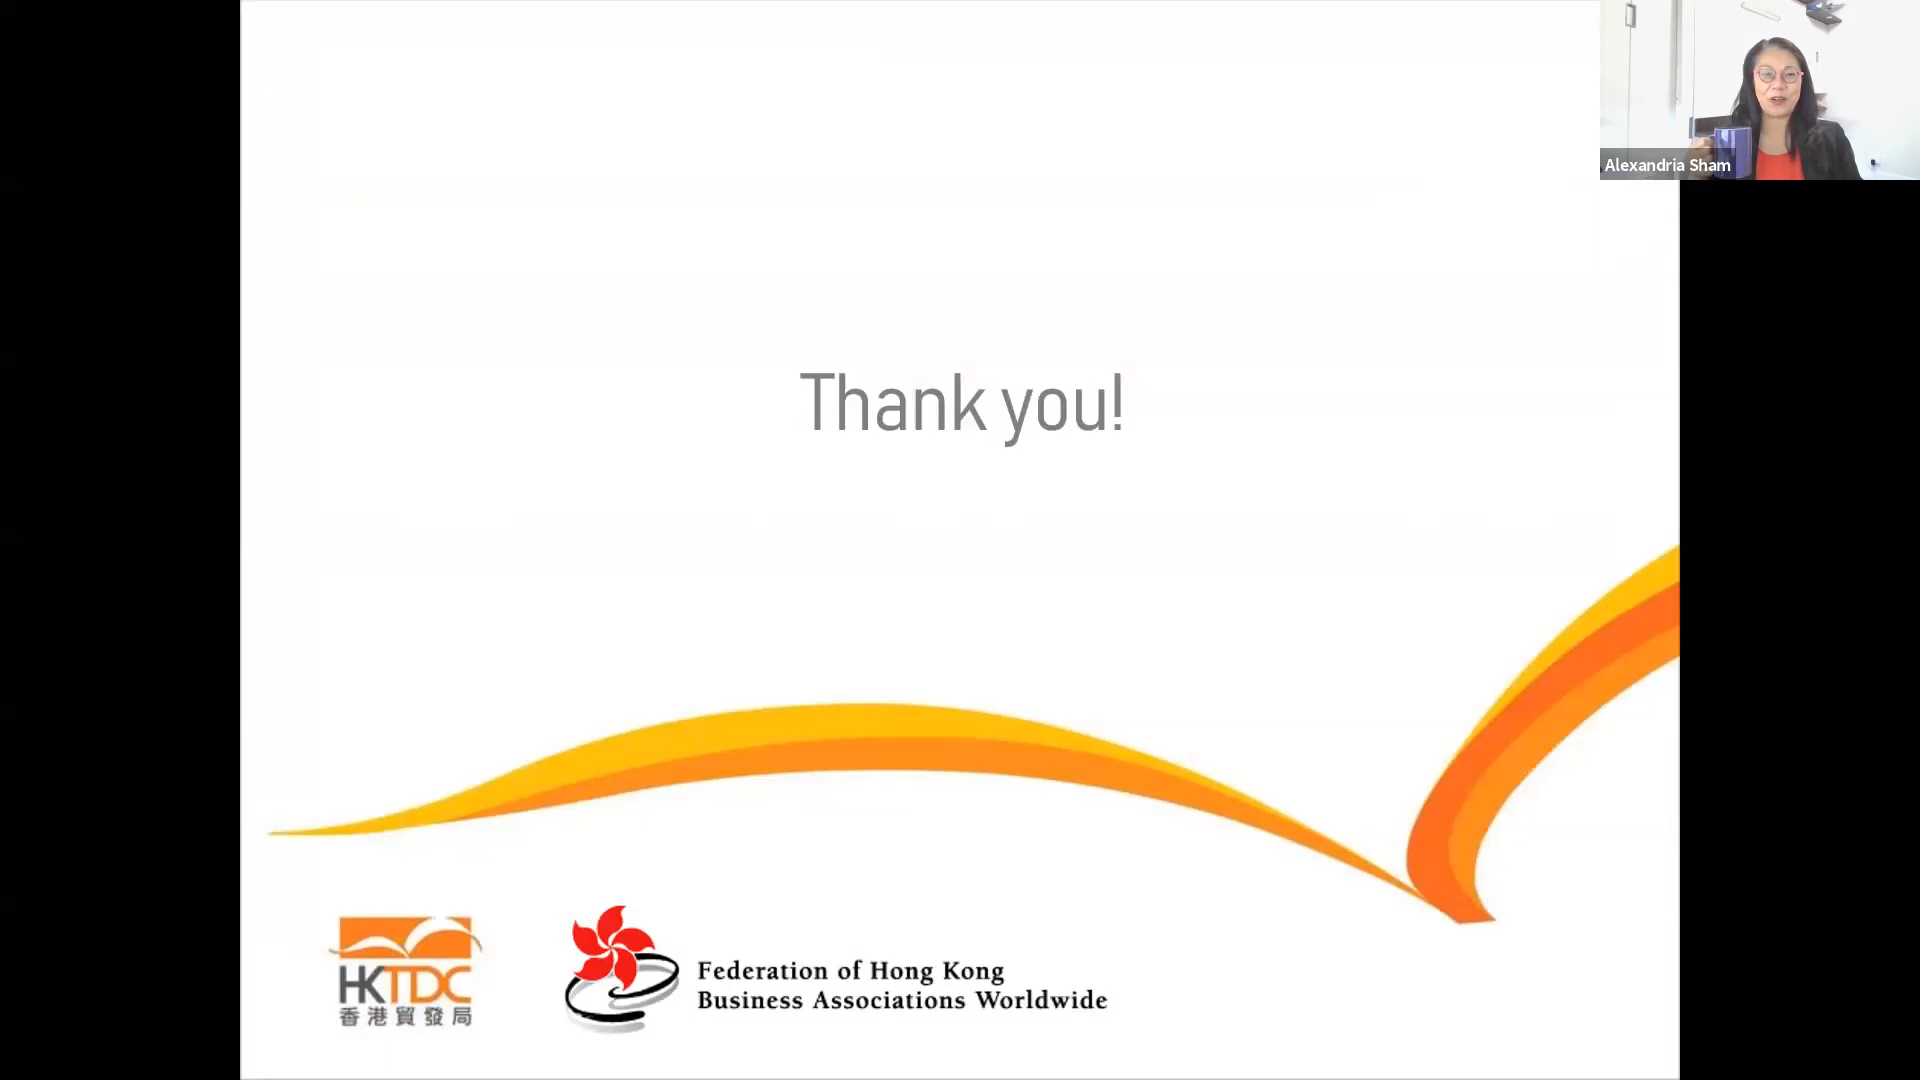 Alexandria Sham
Thank you!
HKTDC
香港貿發局
Federation of Hong Kong
Business Associations Worldwide